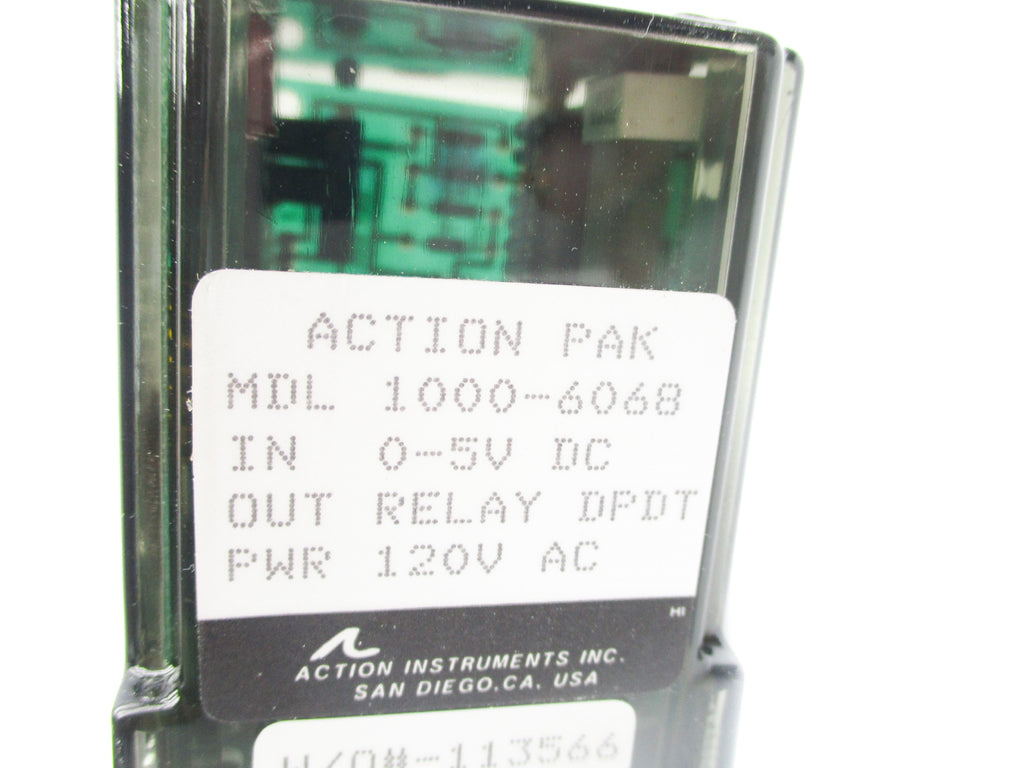 ACTION PAK
MDL 1000-6068
IN 0-5V DC
OUT RELAY DPDT
PWR 120V AC
HI
ACTION INSTRUMENTS INC.
SAN DIEGO, CA. USA
W/O#-113566